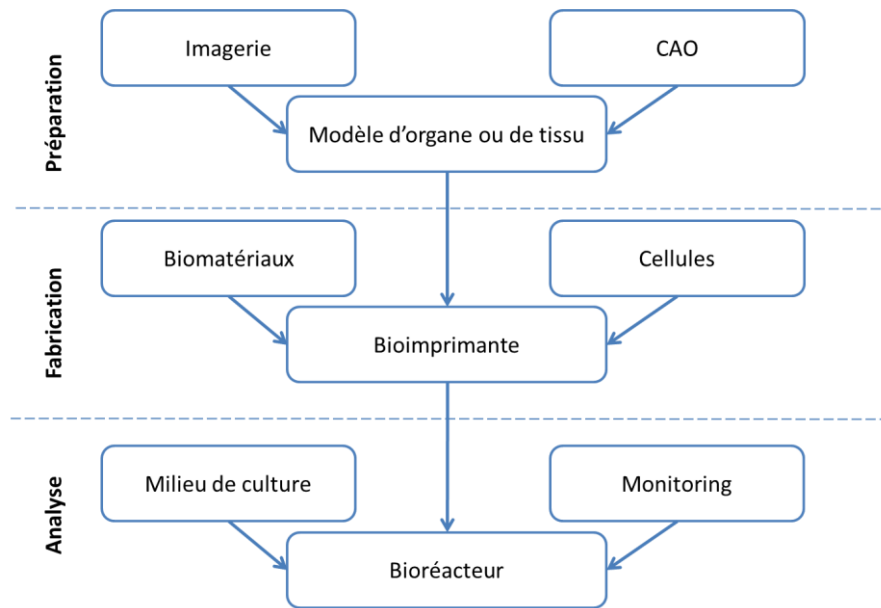 Préparation
Imagerie
CAO
Modèle d'organe ou de tissu
Fabrication
Biomatériaux
Cellules
Bioimprimante
Analyse
Milieu de culture
Monitoring
Bioréacteur